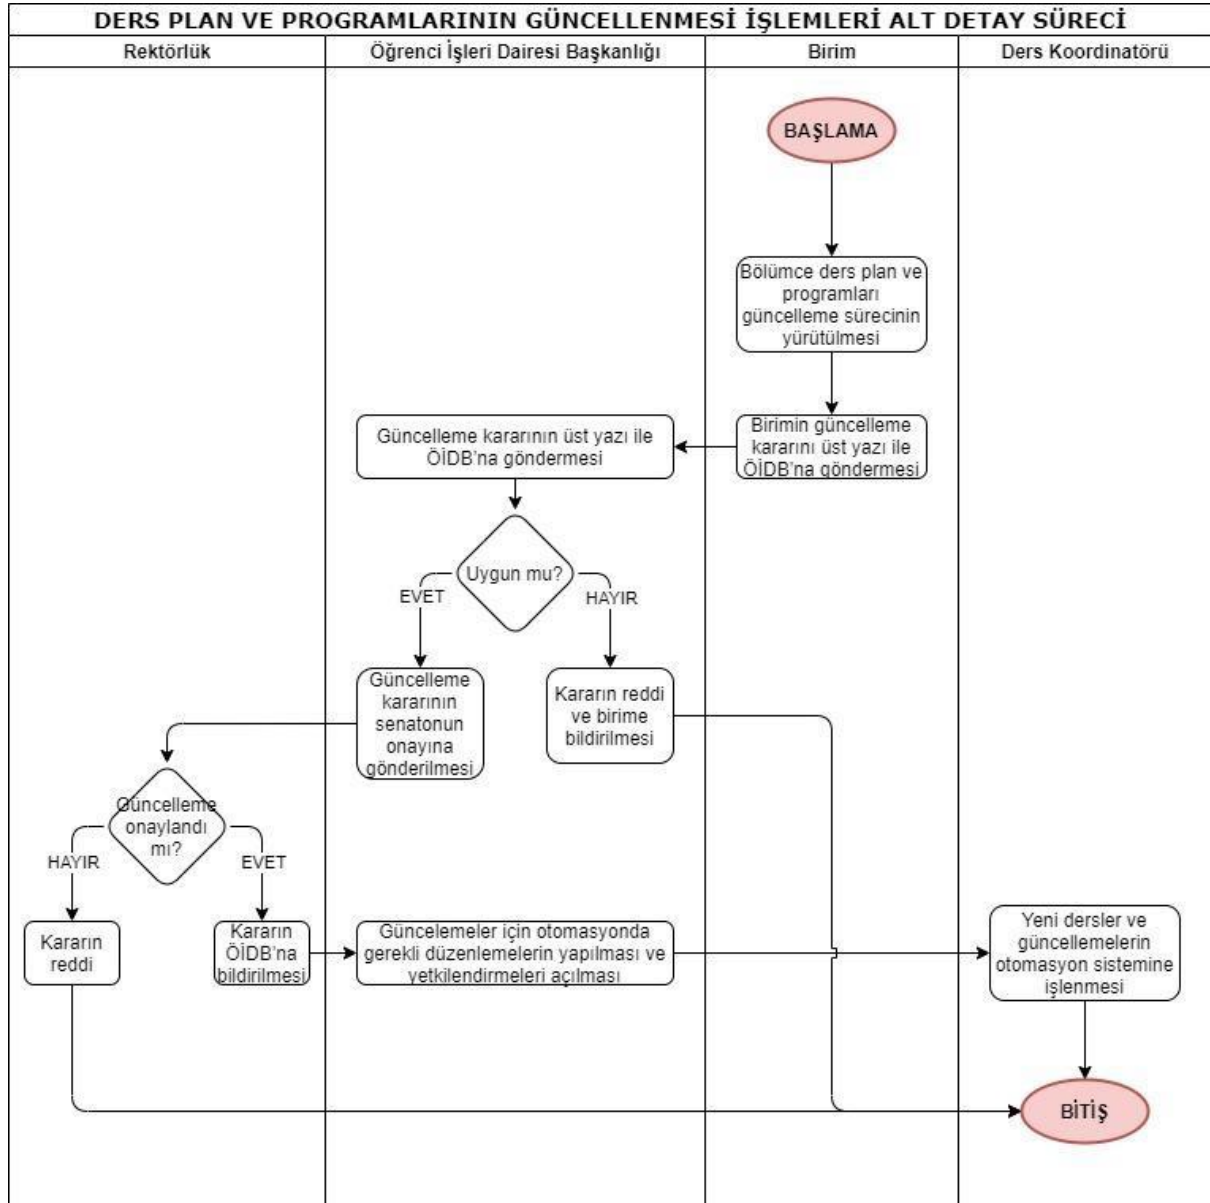 DERS PLAN VE PROGRAMLARININ GÜNCELLENMESİ İŞLEMLERİ ALT DETAY SÜRECİ
Rektörlük
Öğrenci İşleri Dairesi Başkanlığı
Birim
Ders Koordinatörü
BAŞLAMA
Bölümce ders plan ve
programları
güncelleme sürecinin
yürütülmesi
Birimin güncelleme
kararını üst yazı ile
ÖİDB'na göndermesi
Güncelleme kararının üst yazı ile
ÖİDB'na göndermesi
Uygun mu?
EVET
HAYIR
Güncelleme
kararının
senatonun
onayına
gönderilmesi
Kararın reddi
ve birime
bildirilmesi
Güncelleme
onaylandı
mı?
HAYIR
EVET
Kararın
reddi
Kararın
ÖİDB'na
bildirilmesi
Güncelemeler için otomasyonda
gerekli düzenlemelerin yapılması ve
yetkilendirmeleri açılması
Yeni dersler ve
güncellemelerin
otomasyon sistemine
işlenmesi
BİTİŞ